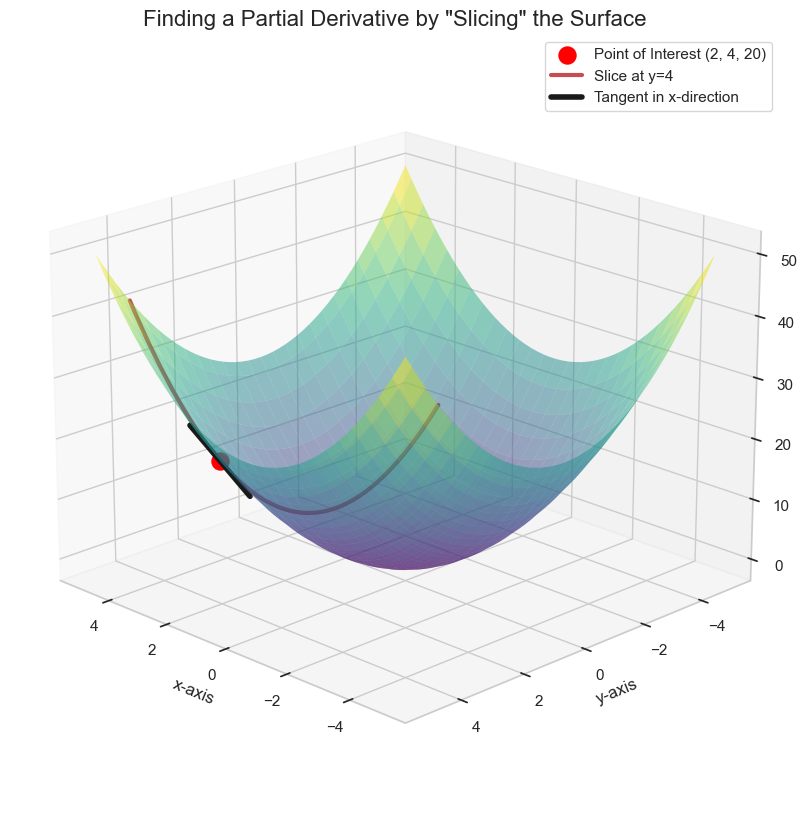 Finding a Partial Derivative by "Slicing" the Surface
Point of Interest (2, 4, 20)
Slice at y=4
Tangent in x-direction
50
40
30
20
10
0
4
2
0
−2
−4
x-axis
4
2
0
−2
−4
y-axis